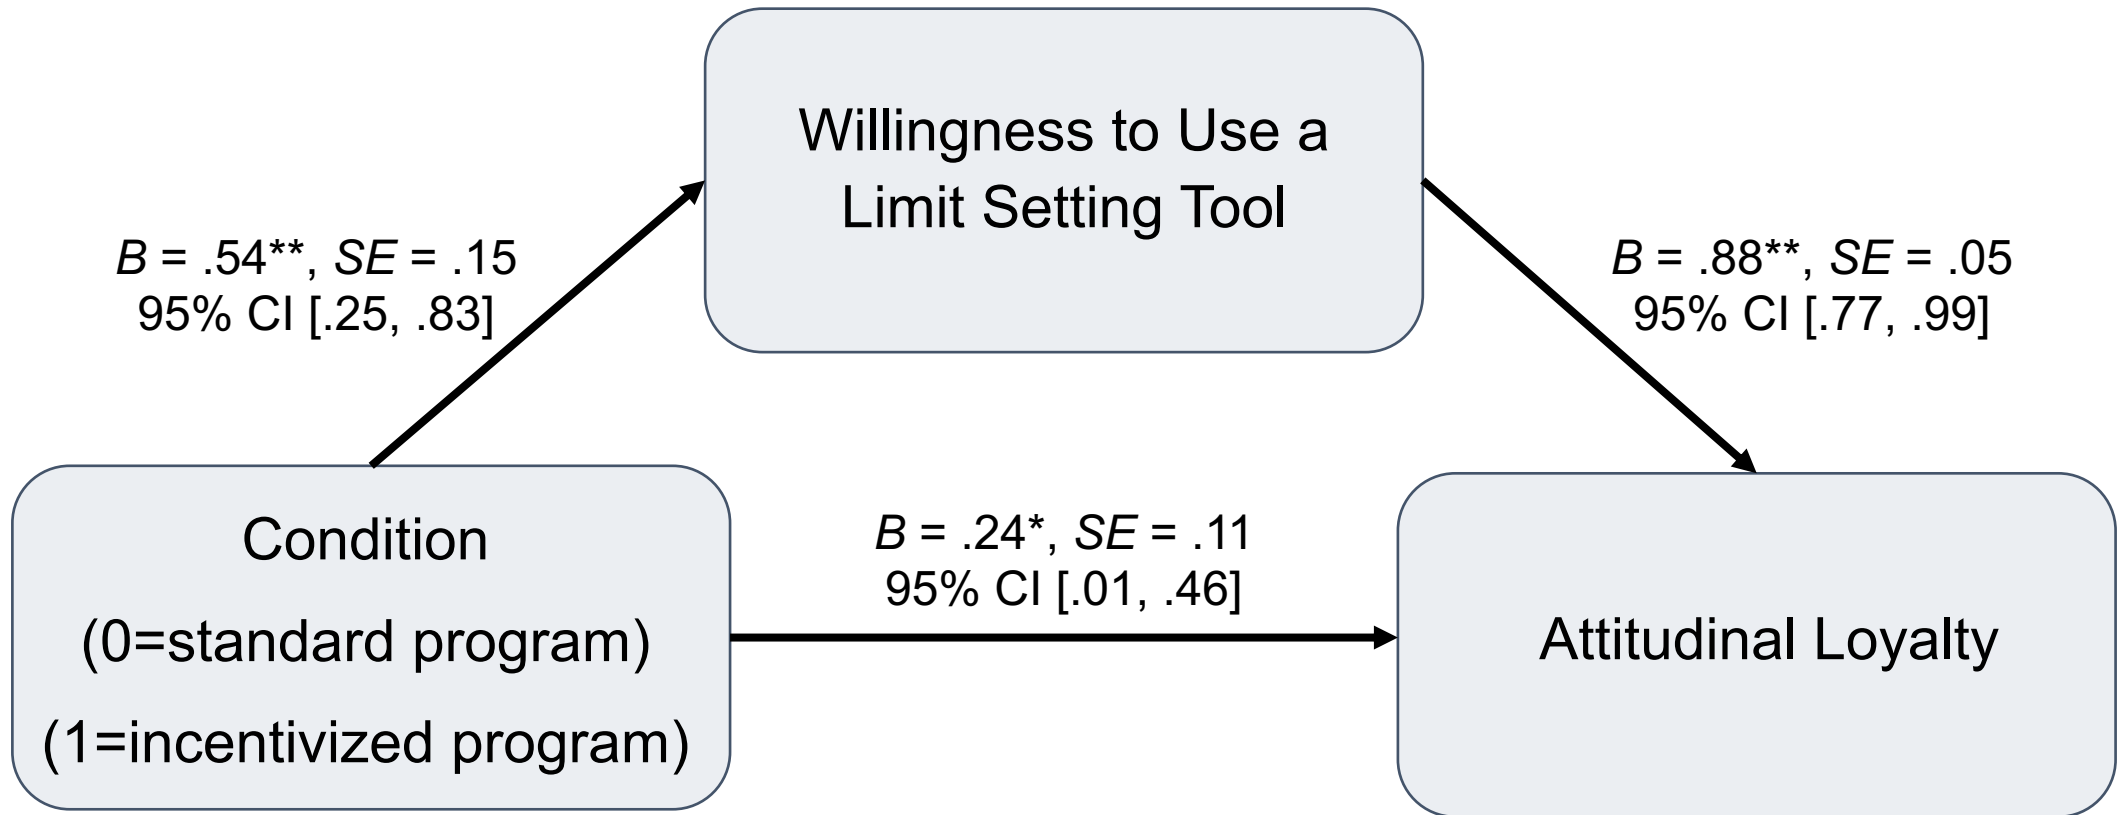 Willingness to Use a
Limit Setting Tool
B = .54**, SE = .15
95% CI [.25, .83]
B = .88**, SE = .05
95% CI [.77, .99]
Condition
(0=standard program)
(1=incentivized program)
B = .24*, SE = .11
95% CI [.01, .46]
Attitudinal Loyalty